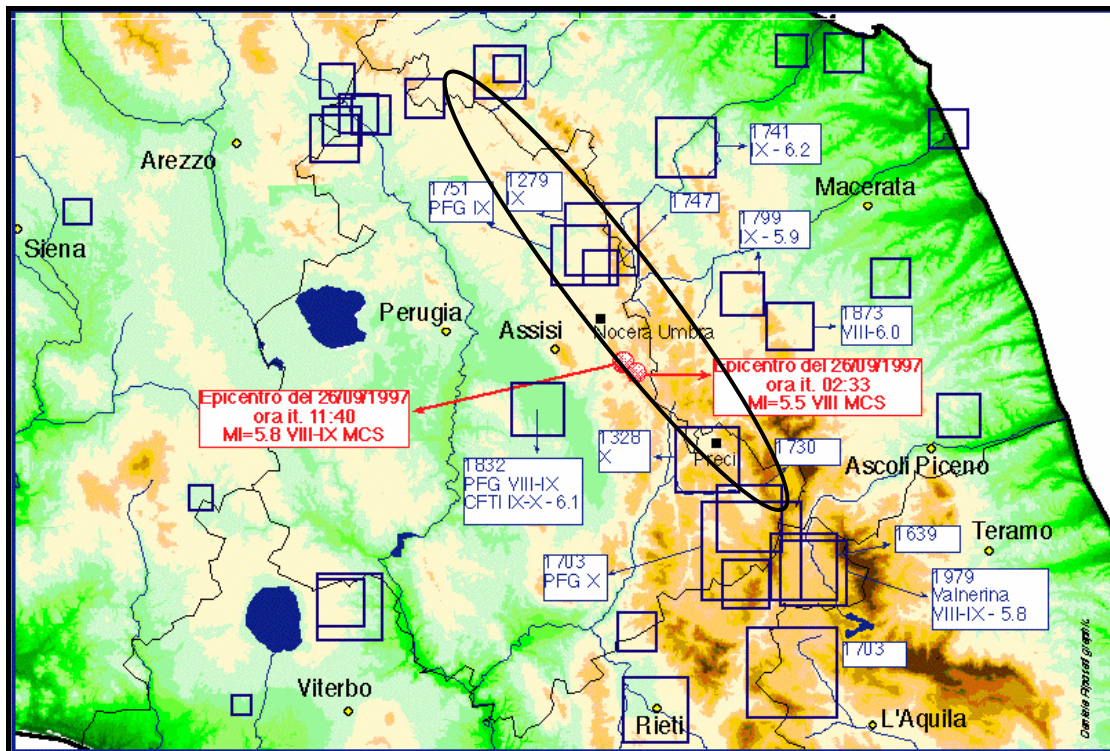 1741
IX - 6.2
Arezzo
1751
PFG IX
1279
IX
Macerata
1747
1799
IX - 5.9
Siena
Perugia
Assisi
Nocera Umbra
1873
VIII-6.0
Epicentro del 26/09/1997
ora it. 11:40
Ml=5.8 VIII-IX MCS
Epicentro del 26/09/1997
ora it. 02:33
Ml=5.5 VIII MCS
1328
X
Preci
1730
Ascoli Piceno
1832
PFG VIII-IX
CFTI IX-X - 6.1
1639
Teramo
1703
PFG X
1979
Valnerina
VIII-IX - 5.8
1703
Viterbo
Rieti
L'Aquila
Daniele